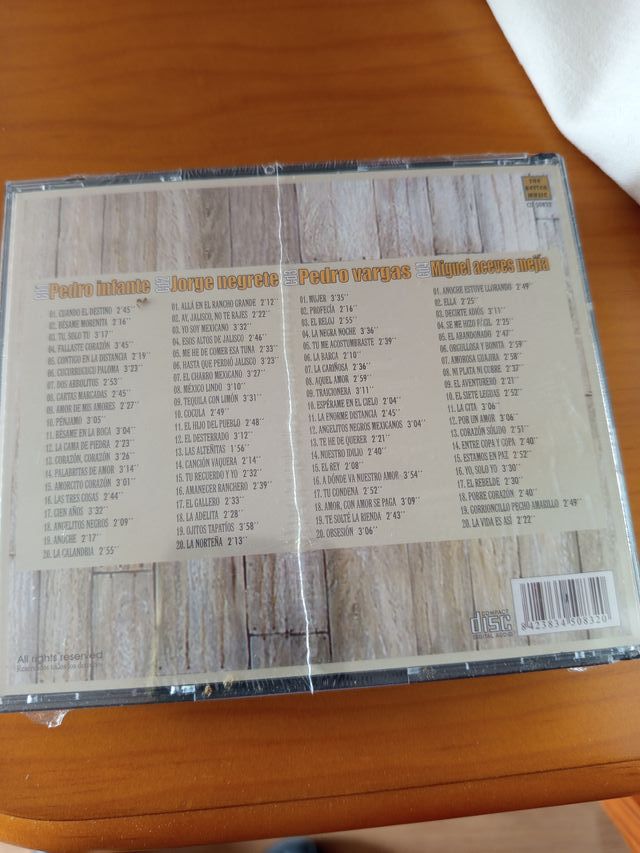 THE
BETTER
MUSIC
CD 50832
CD1 Pedro infante
01. CUANDO EL DESTINO 2'45"
02. BÉSAME MORENITA 2'16"
03. TU, SOLO TU 3'17"
04. FALLASTE CORAZÓN 3'45"
05. CONTIGO EN LA DISTANCIA 2'19"
06. CUCURRUCUCU PALOMA 3'23"
07. DOS ARBOLITOS 2'53"
08. CARTAS MARCADAS 2'45"
09. AMOR DE MIS AMORES 2'27"
10. PÉNJAMO 3'05"
11. BÉSAME EN LA BOCA 3'04"
12. LA CAMA DE PIEDRA 2'23"
13. CORAZÓN, CORAZÓN 3'26"
14. PALABRITAS DE AMOR 3'14"
15. AMORCITO CORAZÓN 3'01"
16. LAS TRES COSAS 2'44"
17. CIEN AÑOS 3'32"
18. ANGELITOS NEGROS 2'09"
19. ANOCHE 2'17"
20. LA CALANDRIA 2'55"
CD2 Jorge negrete
01. ALLÁ EN EL RANCHO GRANDE 2'12"
02. AY, JALISCO, NO TE RAJES 2'22"
03. YO SOY MEXICANO 3'32"
04. ESOS ALTOS DE JALISCO 2'46"
05. ME HE DE COMER ESA TUNA 2'33"
06. HASTA QUE PERDIÓ JALISCO 3'23"
07. EL CHARRO MEXICANO 3'27"
08. MÉXICO LINDO 3'10"
09. TEQUILA CON LIMÓN 3'31"
10. COCULA 2'49"
11. EL HIJO DEL PUEBLO 2'48"
12. EL DESTERRADO 3'12"
13. LAS ALTEÑITAS 1'56"
14. CANCIÓN VAQUERA 2'14"
15. TU RECUERDO Y YO 2'32"
16. AMANECER RANCHERO 2'39"
17. EL GALLERO 2'33"
18. LA ADELITA 2'28"
19. OJITOS TAPATÍOS 3'58"
20. LA NORTEÑA 2'13"
CD3 Pedro vargas
01. MUJER 3'35"
02. PROFECÍA 2'16"
03. EL RELOJ 2'55"
04. LA NEGRA NOCHE 3'36"
05. TU ME ACOSTUMBRASTE 2'39"
06. LA BARCA 2'10"
07. LA CARIÑOSA 2'36"
08. AQUEL AMOR 2'59"
09. TRAICIONERA 3'11"
10. ESPÉRAME EN EL CIELO 2'04"
11. LA ENORME DISTANCIA 2'45"
12. ANGELITOS NEGROS MEXICANOS 3'04"
13. TE HE DE QUERER 2'21"
14. NUESTRO IDILIO 2'40"
15. EL REY 2'08"
16. A DÓNDE VA NUESTRO AMOR 3'54"
17. TU CONDENA 2'52"
18. AMOR, CON AMOR SE PAGA 3'09"
19. TE SOLTÉ LA RIENDA 2'43"
20. OBSESIÓN 3'06"
CD4 Miguel aceves mejía
01. ANOCHE ESTUVE LLORANDO 2'49"
02. ELLA 2'25"
03. DECIRTE ADIÓS 3'11"
04. SE ME HIZO FÁCIL 2'25"
05. EL ABANDONADO 2'43"
06. ORGULLOSA Y BONITA 2'59"
07. AMOROSA GUAJIRA 2'58"
08. NI PLATA NI CUBRE 2'37"
09. EL AVENTURERO 2'21"
10. EL SIETE LEGUAS 2'52"
11. LA CITA 3'06"
12. POR UN AMOR 3'06"
13. CORAZÓN SÓLIDO 2'51"
14. ENTRE COPA Y COPA 2'40"
15. ESTAMOS EN PAZ 2'52"
16. YO, SOLO YO 3'30"
17. EL REBELDE 2'30"
18. POBRE CORAZÓN 2'40"
19. GORRIONCILLO PECHO AMARILLO 2'49"
20. LA VIDA ES ASÍ 2'22"
All rights reserved
COMPACT
disc
DIGITAL AUDIO
8423834508320